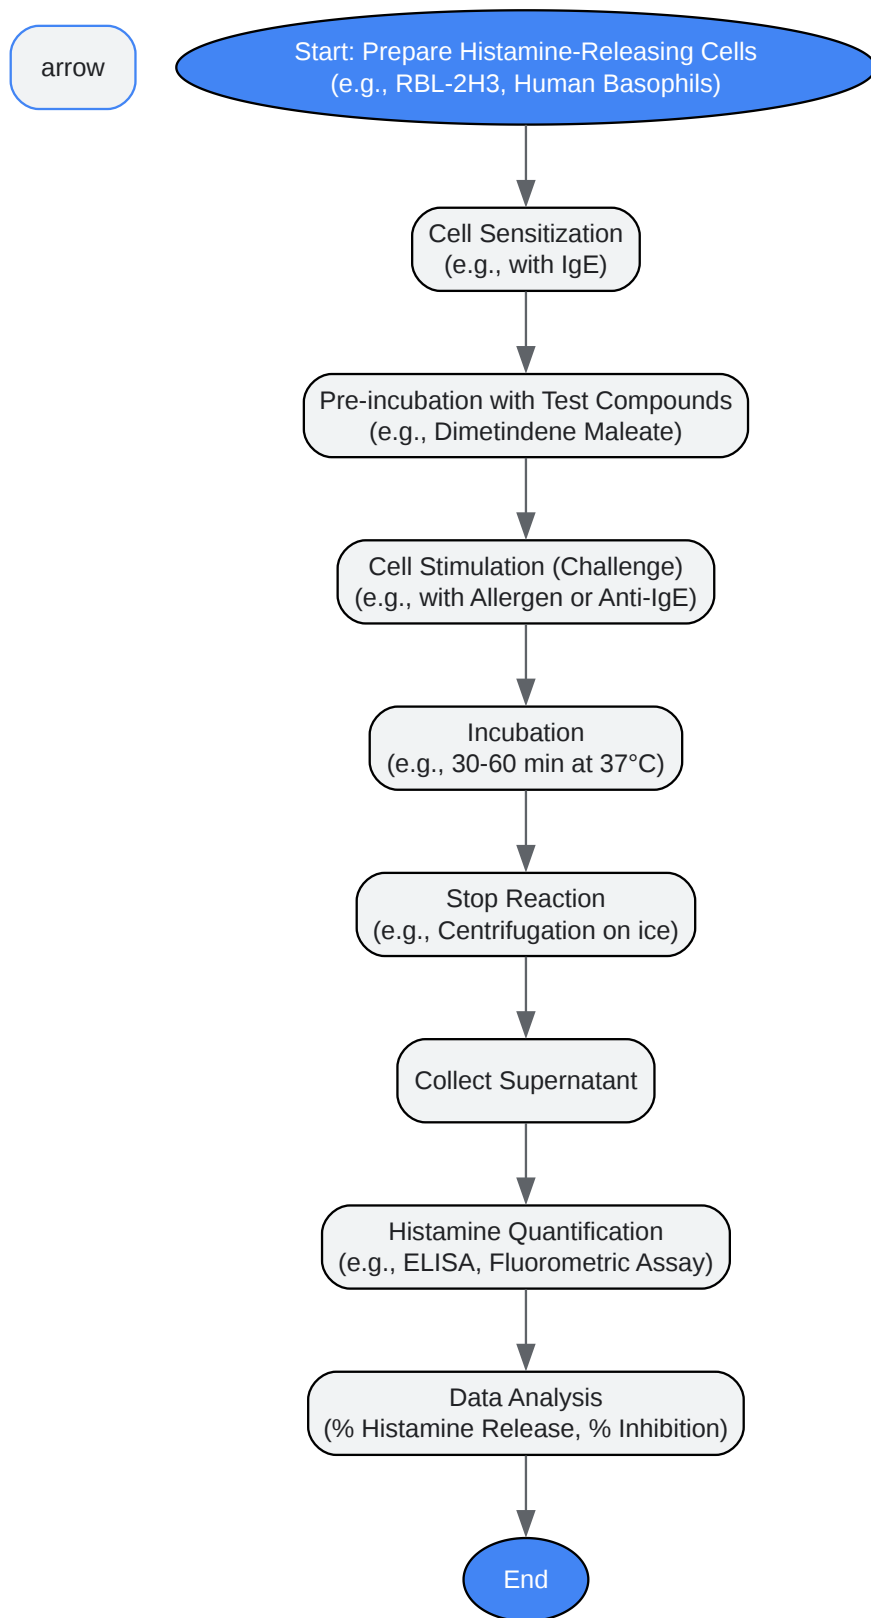 arrow
Start: Prepare Histamine-Releasing Cells
(e.g., RBL-2H3, Human Basophils)
Cell Sensitization
(e.g., with IgE)
Pre-incubation with Test Compounds
(e.g., Dimetindene Maleate)
Cell Stimulation (Challenge)
(e.g., with Allergen or Anti-IgE)
Incubation
(e.g., 30-60 min at 37°C)
Stop Reaction
(e.g., Centrifugation on ice)
Collect Supernatant
Histamine Quantification
(e.g., ELISA, Fluorometric Assay)
Data Analysis
(% Histamine Release, % Inhibition)
End